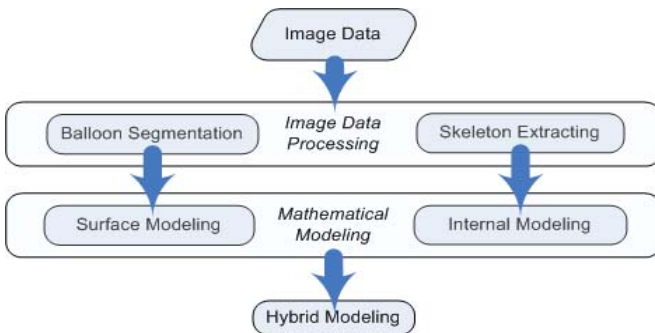 Image Data
Balloon Segmentation
Image Data
Processing
Skeleton Extracting
Surface Modeling
Mathematical
Modeling
Internal Modeling
Hybrid Modeling